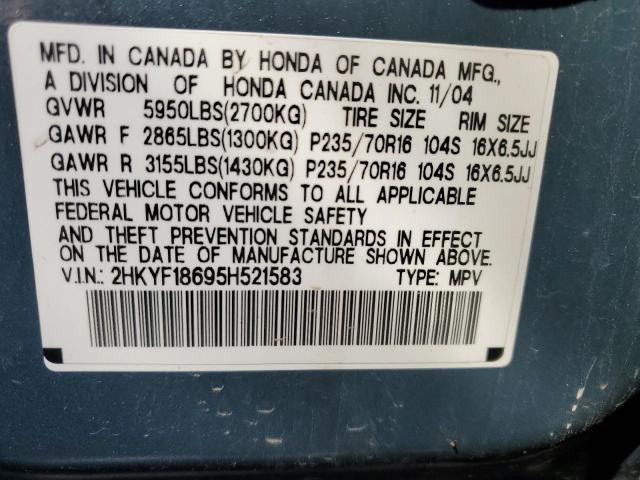 MFD. IN CANADA BY HONDA OF CANADA MFG.,
A DIVISION OF HONDA CANADA INC. 11/04
GVWR 5950LBS(2700KG) TIRE SIZE RIM SIZE
GAWR F 2865LBS(1300KG) P235/70R16 104S 16X6.5JJ
GAWR R 3155LBS(1430KG) P235/70R16 104S 16X6.5JJ
THIS VEHICLE CONFORMS TO ALL APPLICABLE
FEDERAL MOTOR VEHICLE SAFETY
AND THEFT PREVENTION STANDARDS IN EFFECT
ON THE DATE OF MANUFACTURE SHOWN ABOVE.
V.I.N.: 2HKYF18695H521583 TYPE: MPV